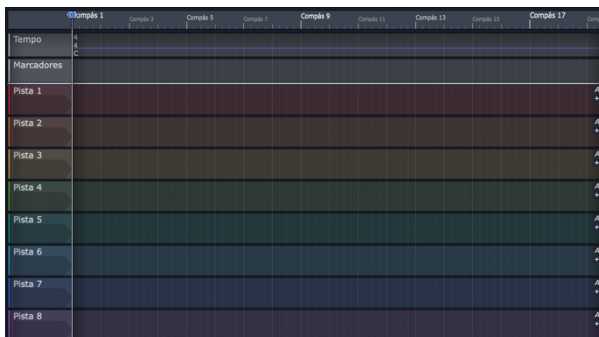 Compás 1 Compás 3 Compás 5 Compás 7 Compás 9 Compás 11 Compás 13 Compás 15 Compás 17
Tempo
4
4
C
Marcadores
Pista 1
A
+
Pista 2
A
+
Pista 3
A
+
Pista 4
A
+
Pista 5
A
+
Pista 6
A
+
Pista 7
A
+
Pista 8
A
+